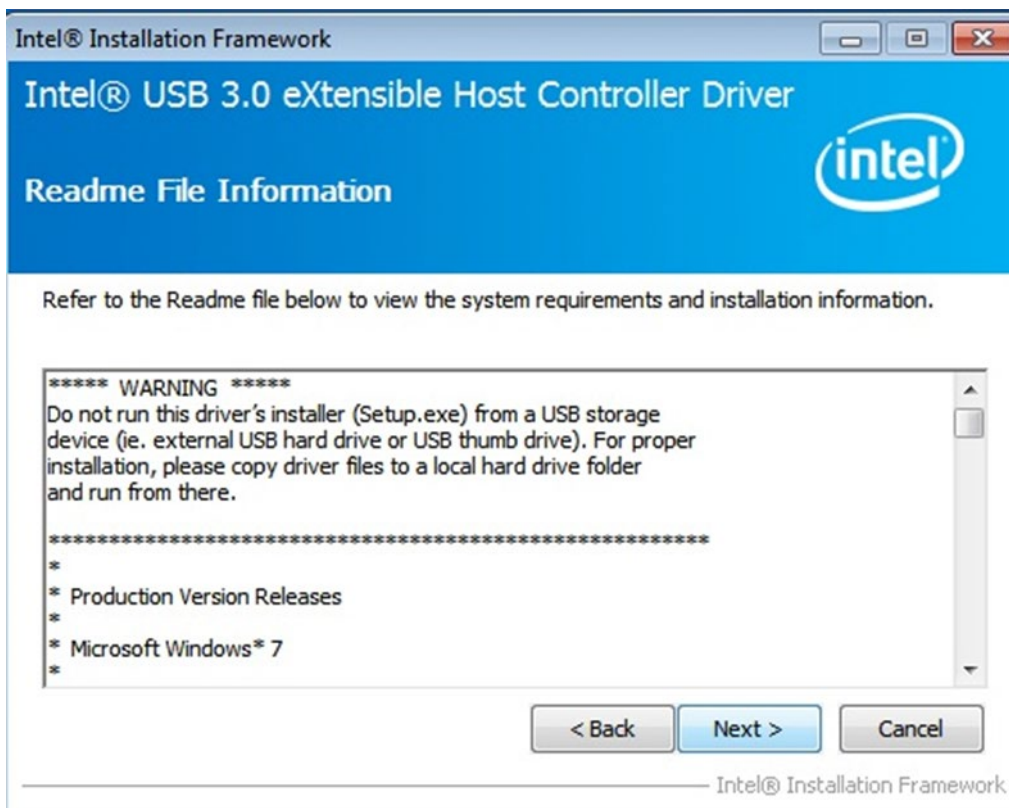 Intel® Installation Framework
Intel® USB 3.0 eXtensible Host Controller Driver
intel
Readme File Information
Refer to the Readme file below to view the system requirements and installation information.
***** WARNING *****
Do not run this driver's installer (Setup.exe) from a USB storage
device (ie. external USB hard drive or USB thumb drive). For proper
installation, please copy driver files to a local hard drive folder
and run from there.
*******************************************************
*
* Production Version Releases
*
* Microsoft Windows* 7
*
< Back
Next >
Cancel
Intel® Installation Framework